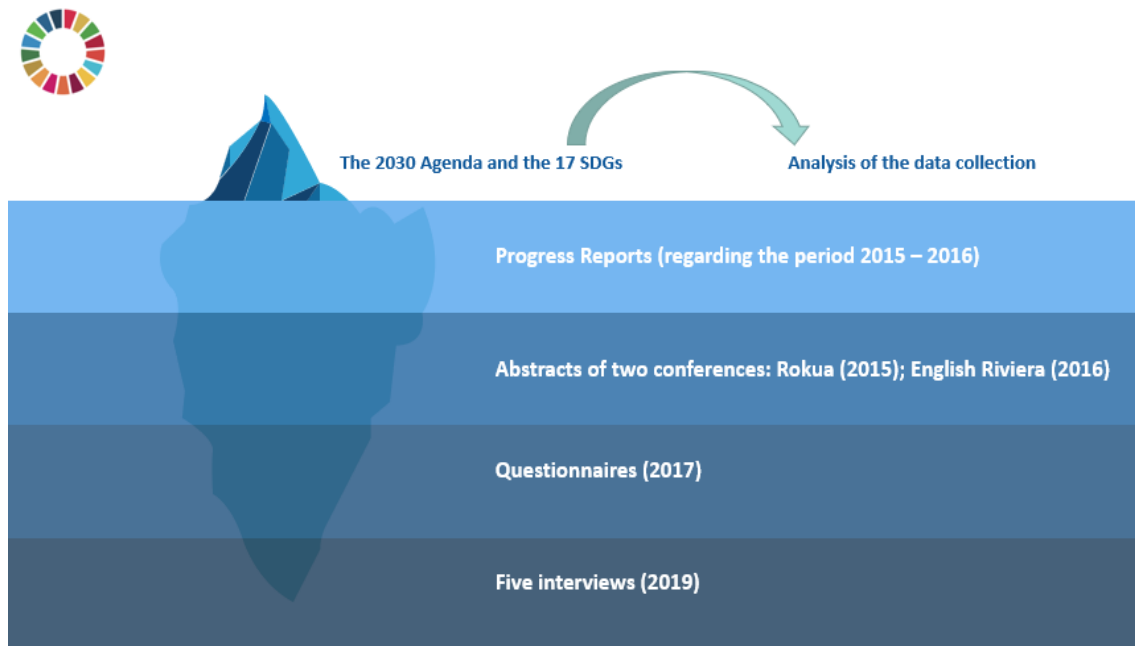 The 2030 Agenda and the 17 SDGs
Analysis of the data collection
Progress Reports (regarding the period 2015 – 2016)
Abstracts of two conferences: Rokua (2015); English Riviera (2016)
Questionnaires (2017)
Five interviews (2019)